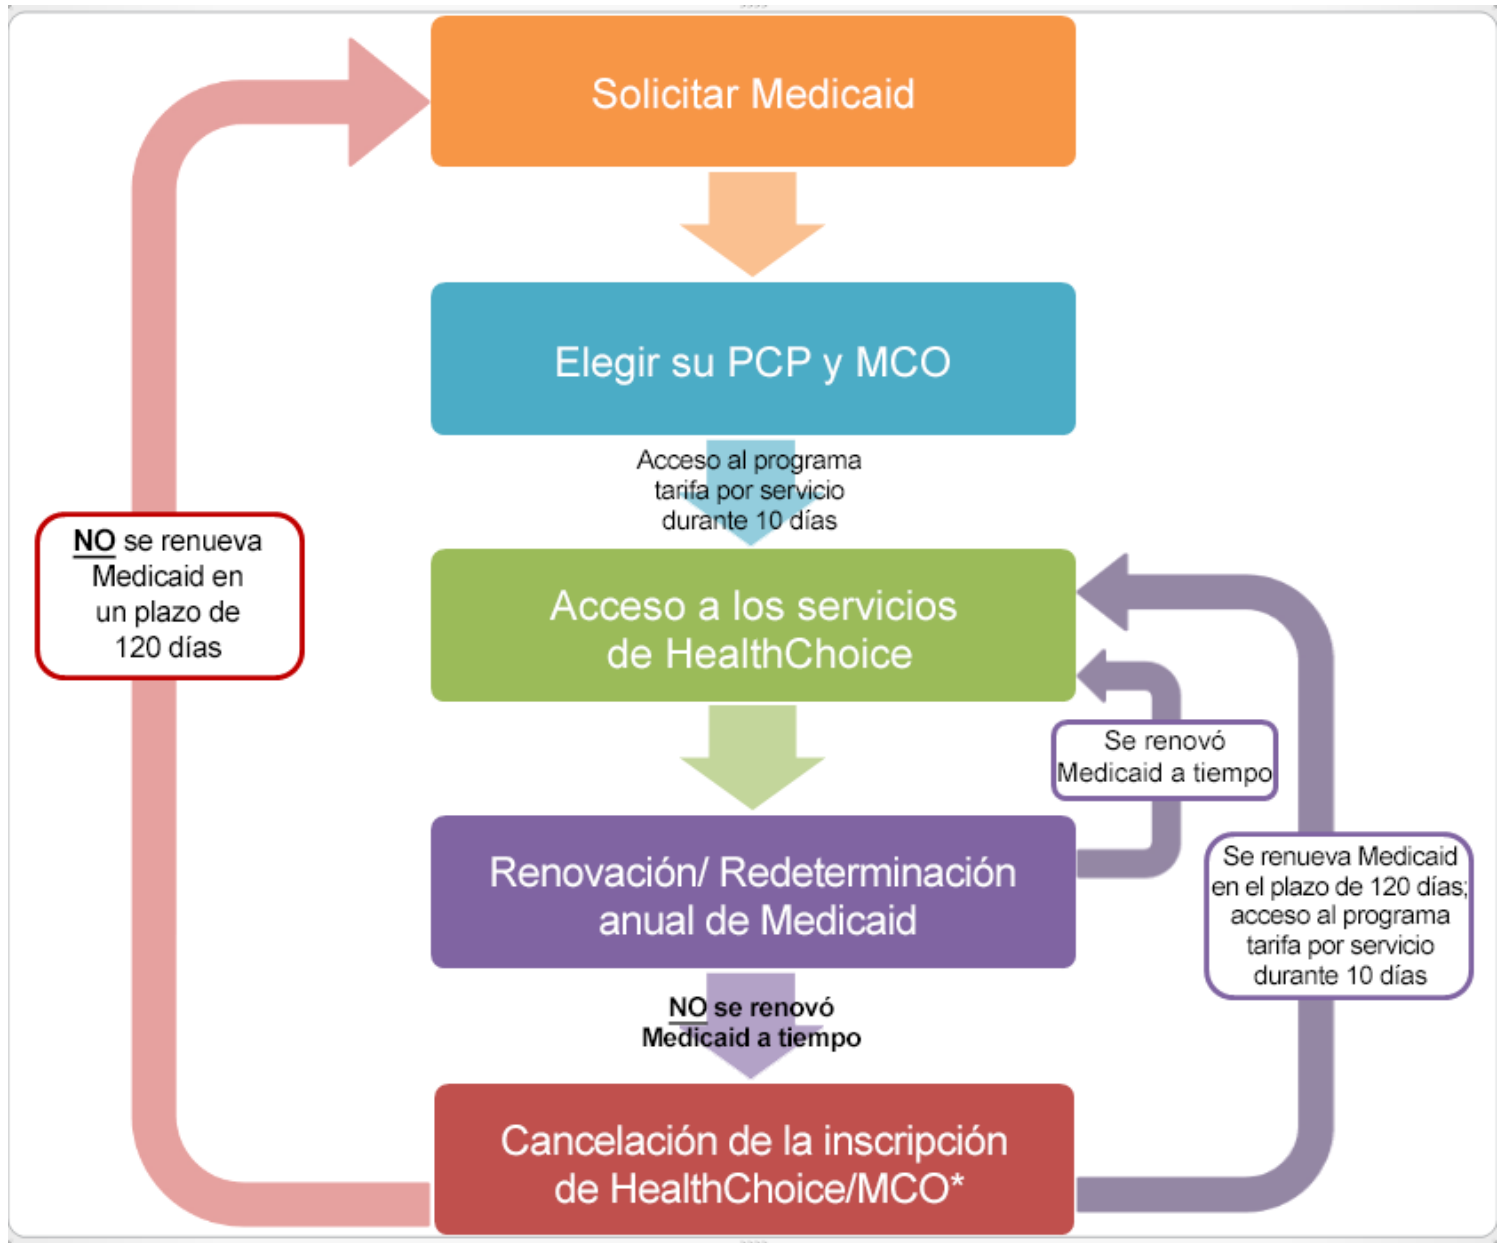 Solicitar Medicaid
Elegir su PCP y MCO
Acceso al programa
tarifa por servicio
durante 10 días
NO se renueva
Medicaid en
un plazo de
120 días
Acceso a los servicios
de HealthChoice
Se renovó
Medicaid a tiempo
Renovación/ Redeterminación
anual de Medicaid
Se renueva Medicaid
en el plazo de 120 días;
acceso al programa
tarifa por servicio
durante 10 días
NO se renovó
Medicaid a tiempo
Cancelación de la inscripción
de HealthChoice/MCO*